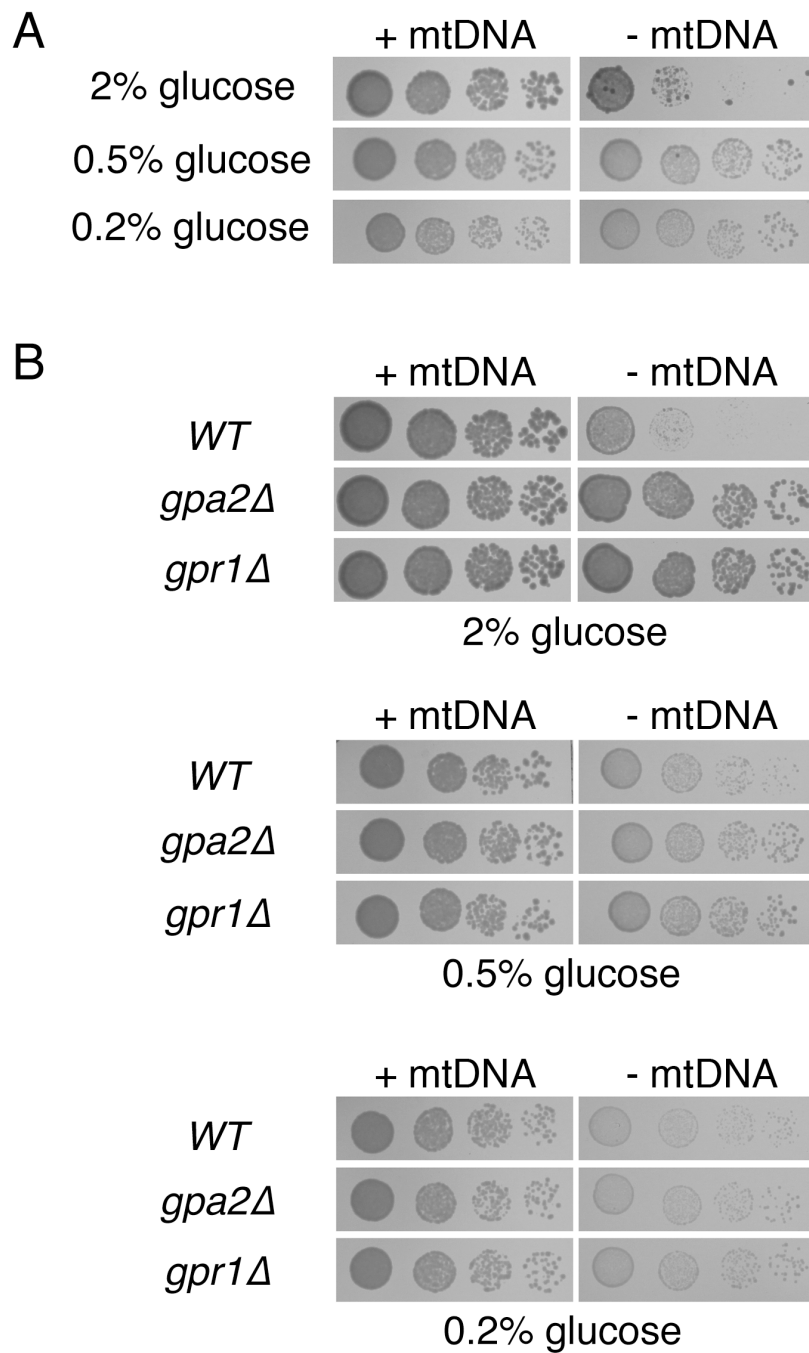 A
+ mtDNA - mtDNA
2% glucose
0.5% glucose
0.2% glucose
B
+ mtDNA - mtDNA
WT
gpa2Δ
gpr1Δ
2% glucose
+ mtDNA - mtDNA
WT
gpa2Δ
gpr1Δ
0.5% glucose
+ mtDNA - mtDNA
WT
gpa2Δ
gpr1Δ
0.2% glucose